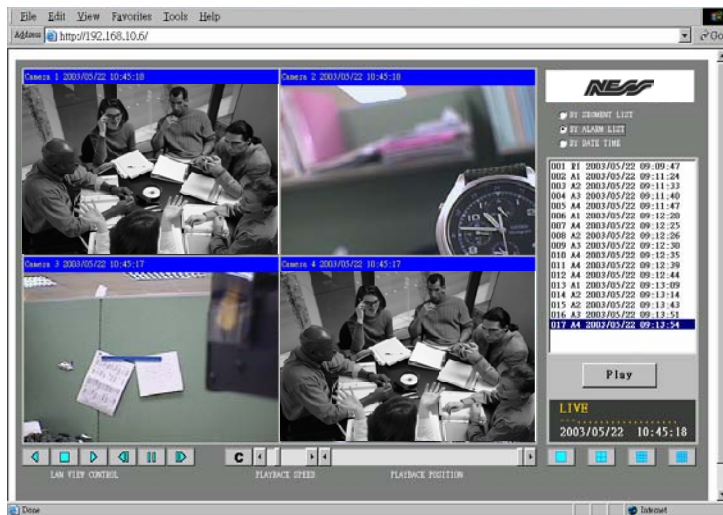 File Edit View Favorites Tools Help
Address http://192.168.10.6/ Go
Camera 1 2003/05/22 10:45:18
Camera 2 2003/05/22 10:45:18
Camera 3 2003/05/22 10:45:17
Camera 4 2003/05/22 10:45:17
NESS
BY SEGMENT LIST
BY ALARM LIST
BY DATE TIME
001 R1 2003/05/22 09:09:47
002 A1 2003/05/22 09:11:24
003 A2 2003/05/22 09:11:33
004 A3 2003/05/22 09:11:40
005 A4 2003/05/22 09:11:47
006 A1 2003/05/22 09:12:20
007 A4 2003/05/22 09:12:25
008 A2 2003/05/22 09:12:26
009 A3 2003/05/22 09:12:30
010 A4 2003/05/22 09:12:35
011 A4 2003/05/22 09:12:39
012 A4 2003/05/22 09:12:44
013 A1 2003/05/22 09:13:09
014 A2 2003/05/22 09:13:14
015 A2 2003/05/22 09:13:43
016 A3 2003/05/22 09:13:51
017 A4 2003/05/22 09:13:54
Play
LIVE
2003/05/22 10:45:18
C
LAN VIEW CONTROL PLAYBACK SPEED PLAYBACK POSITION
Done Internet